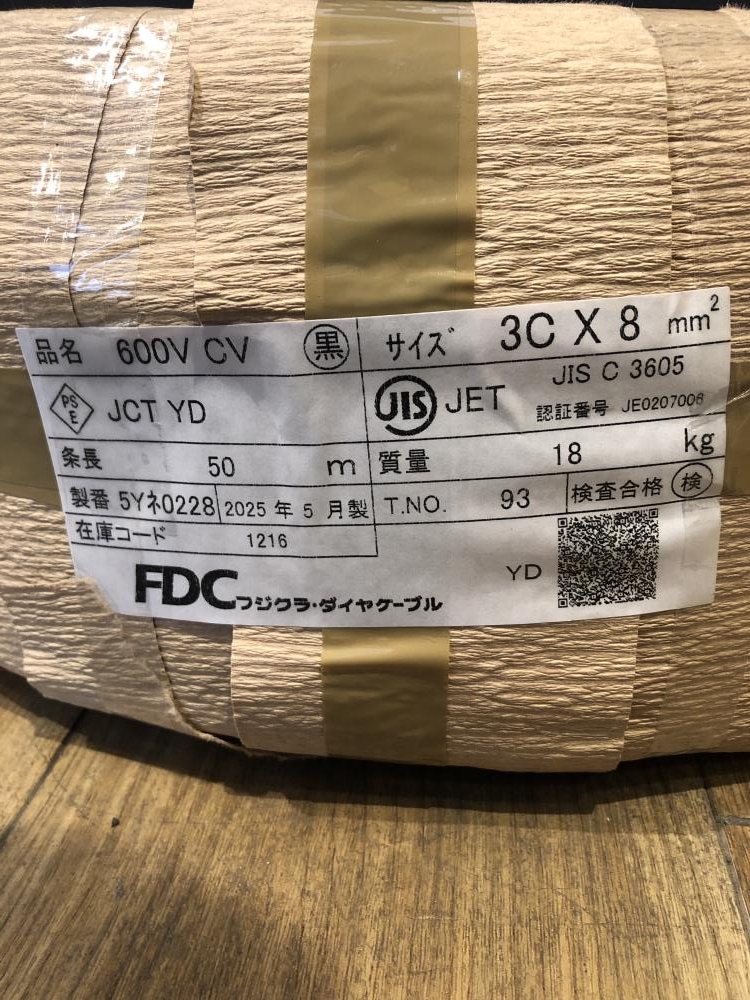 品名 600V CV 黒 サイズ 3C X 8 mm²
PSE JCT YD JIS JET JIS C 3605
認証番号 JE0207006
条長 50 m 質量 18 kg
製番 5Yネ0228 2025 年 5 月製 T.NO. 93 検査合格 検
在庫コード 1216
FDC フジクラ・ダイヤケーブル YD